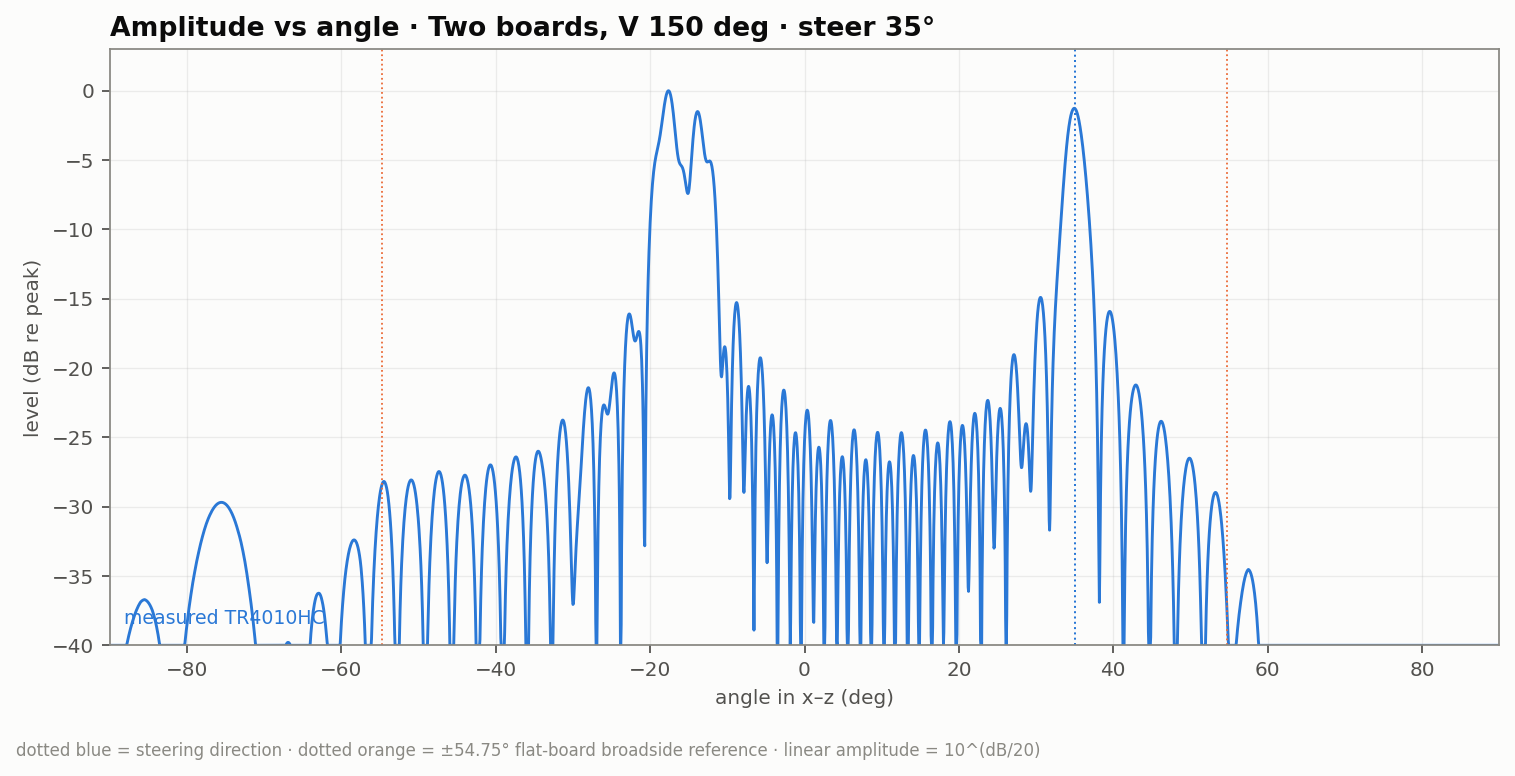 Amplitude vs angle · Two boards, V 150 deg · steer 35°
level (dB re peak)
0
−5
−10
−15
−20
−25
−30
−35
−40
measured TR4010HC
−80 −60 −40 −20 0 20 40 60 80
angle in x–z (deg)
dotted blue = steering direction · dotted orange = ±54.75° flat-board broadside reference · linear amplitude = 10^(dB/20)